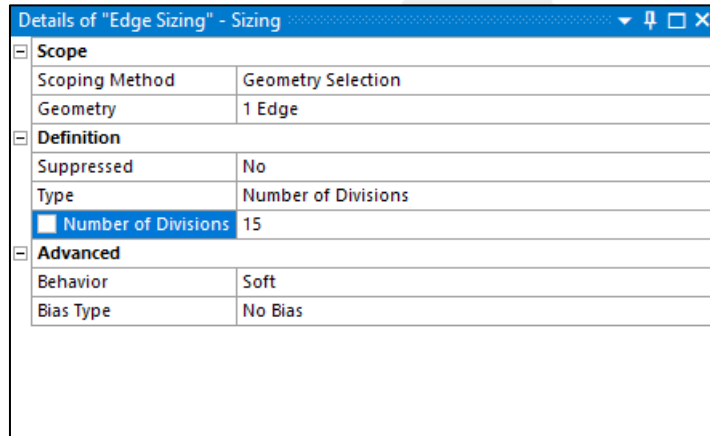 Details of "Edge Sizing" - Sizing
Scope
Scoping Method Geometry Selection
Geometry 1 Edge
Definition
Suppressed No
Type Number of Divisions
Number of Divisions 15
Advanced
Behavior Soft
Bias Type No Bias